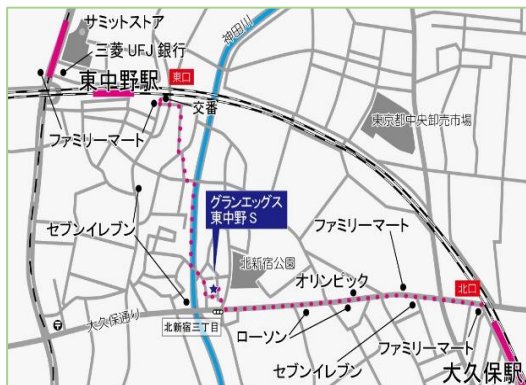 サミットストア
三菱UFJ銀行
東中野駅
東口
神田川
交番
ファミリーマート
東京都中央卸売市場
グランエッグス
東中野S
セブンイレブン
ファミリーマート
北新宿公園
オリンピック
北口
大久保通り
北新宿三丁目
ローソン
セブンイレブン
ファミリーマート
大久保駅